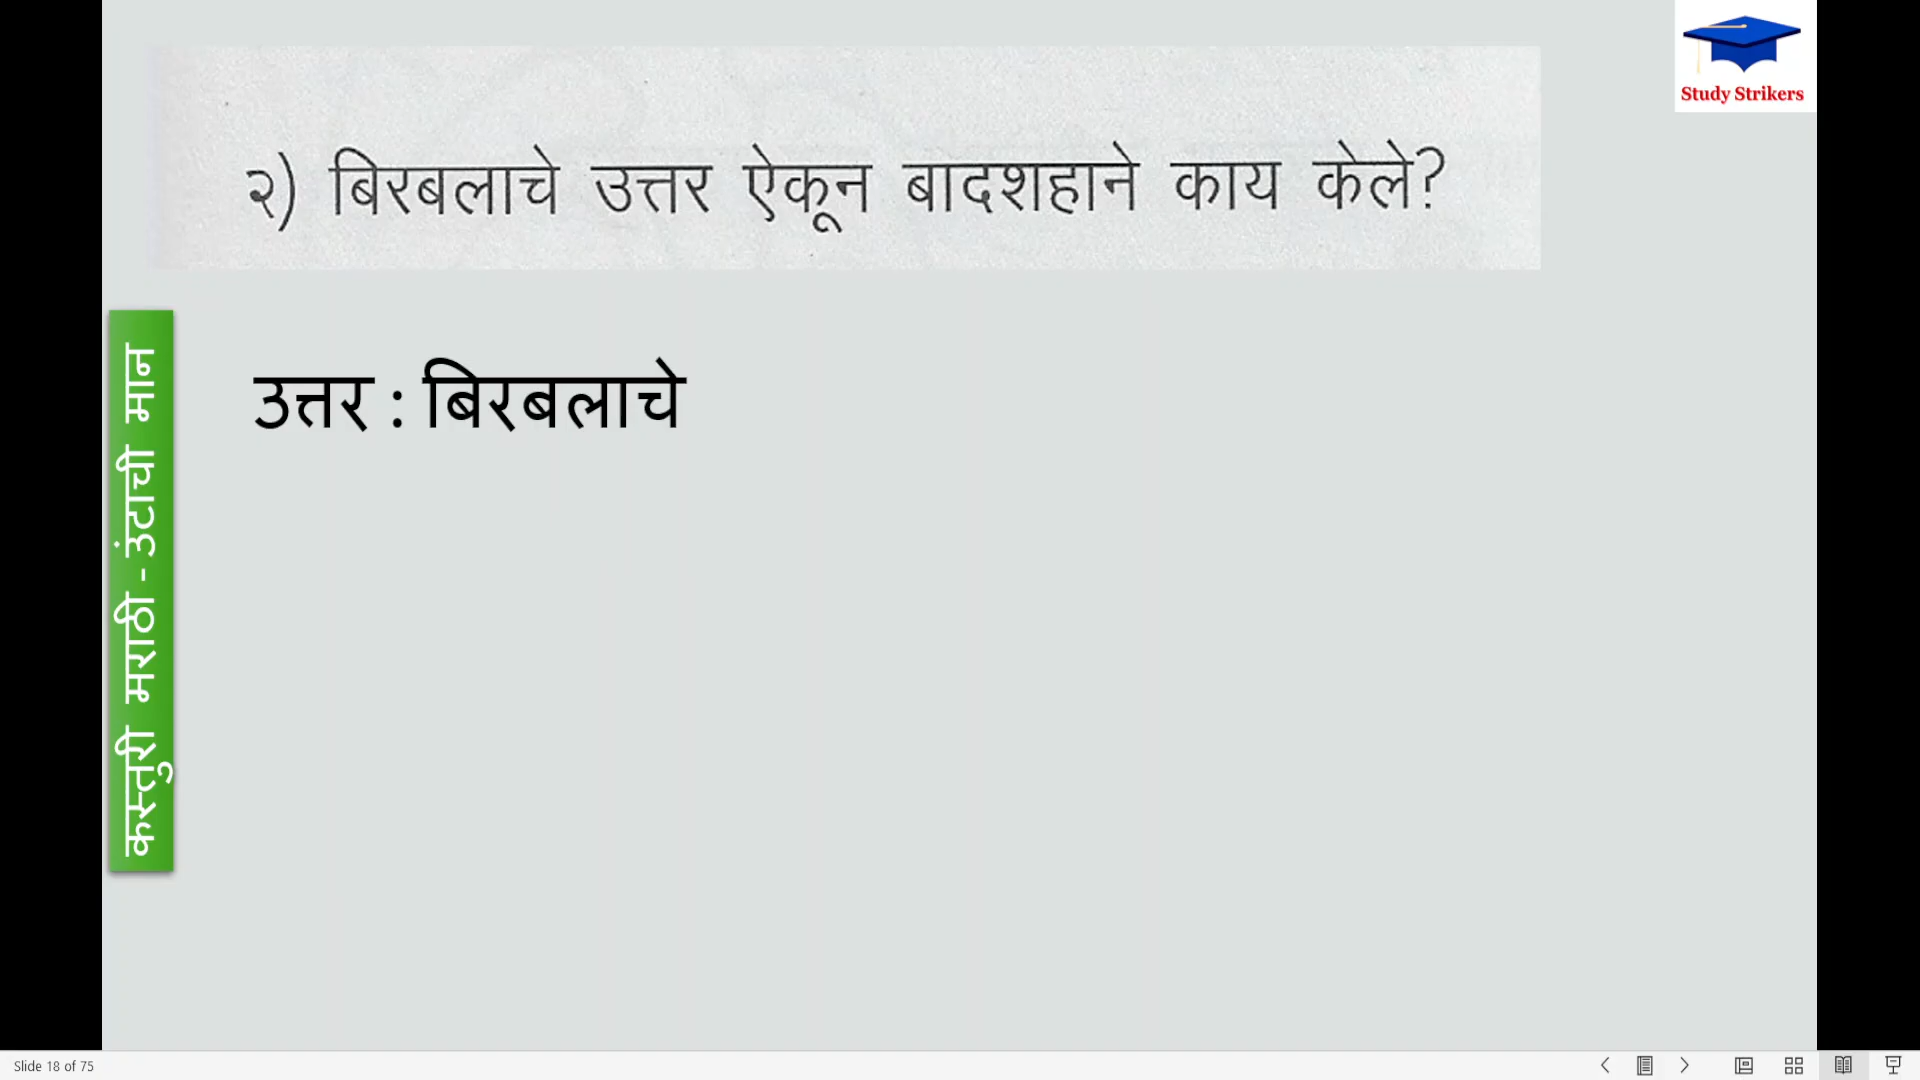 Study Strikers
२) बिरबलाचे उत्तर ऐकून बादशहाने काय केले?
उत्तर : बिरबलाचे
कस्तुरी मराठी - उंटाची मान
Slide 18 of 75